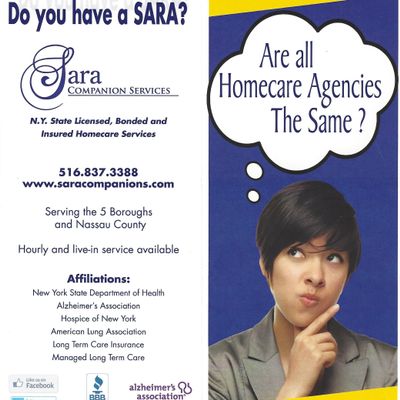 Do you have a SARA?
Sara
COMPANION SERVICES
N.Y. State Licensed, Bonded and
Insured Homecare Services
516.837.3388
www.saracompanions.com
Serving the 5 Boroughs
and Nassau County
Hourly and live-in service available
Affiliations:
New York State Department of Health
Alzheimer's Association
Hospice of New York
American Lung Association
Long Term Care Insurance
Managed Long Term Care
Like us on
Facebook
BBB
alzheimer's
association
Are all
Homecare Agencies
The Same ?